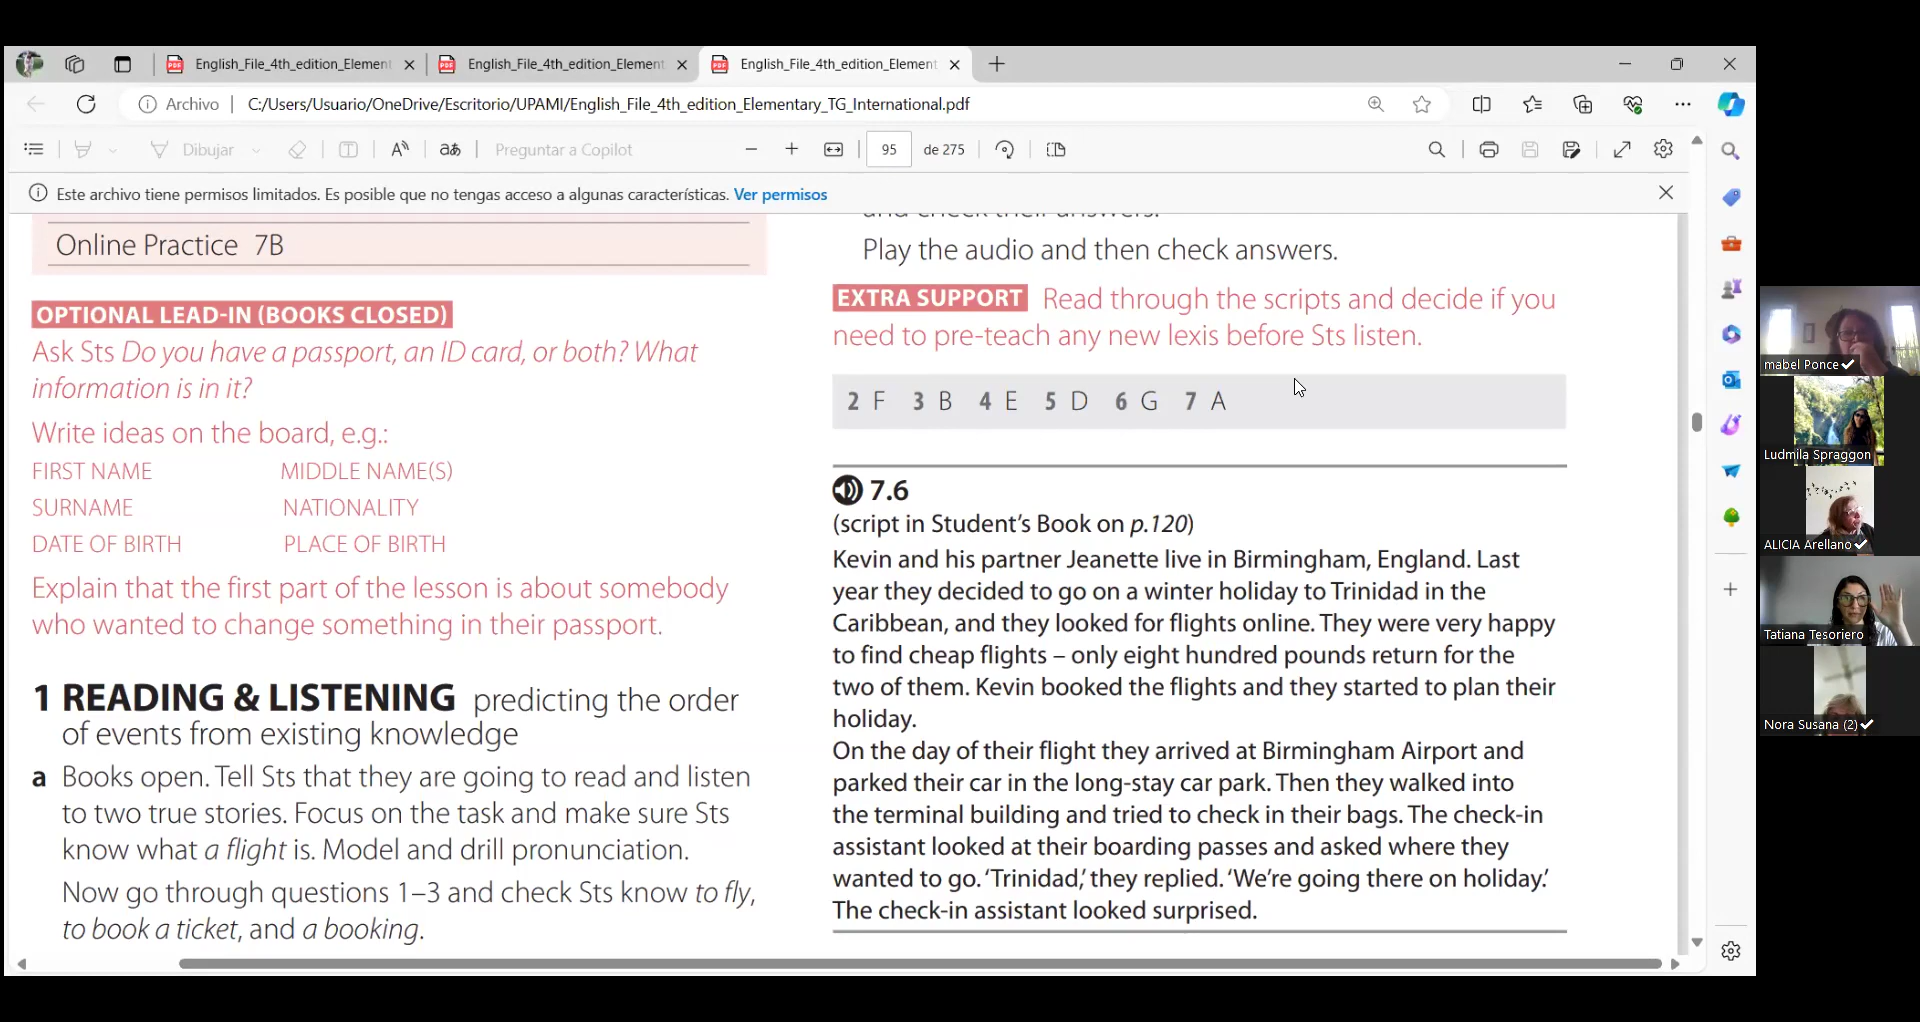 English_File_4th_edition_Element
English_File_4th_edition_Element
English_File_4th_edition_Element
Archivo
C:/Users/Usuario/OneDrive/Escritorio/UPAMI/English_File_4th_edition_Elementary_TG_International.pdf
Dibujar
Preguntar a Copilot
95
de 275
Este archivo tiene permisos limitados. Es posible que no tengas acceso a algunas características. Ver permisos
Online Practice 7B
OPTIONAL LEAD-IN (BOOKS CLOSED)
Ask Sts Do you have a passport, an ID card, or both? What
information is in it?
Write ideas on the board, e.g.:
FIRST NAME MIDDLE NAME(S)
SURNAME NATIONALITY
DATE OF BIRTH PLACE OF BIRTH
Explain that the first part of the lesson is about somebody
who wanted to change something in their passport.
1 READING & LISTENING predicting the order
of events from existing knowledge
a Books open. Tell Sts that they are going to read and listen
to two true stories. Focus on the task and make sure Sts
know what a flight is. Model and drill pronunciation.
Now go through questions 1–3 and check Sts know to fly,
to book a ticket, and a booking.
and check their answers.
Play the audio and then check answers.
EXTRA SUPPORT Read through the scripts and decide if you
need to pre-teach any new lexis before Sts listen.
2 F 3 B 4 E 5 D 6 G 7 A
7.6
(script in Student's Book on p.120)
Kevin and his partner Jeanette live in Birmingham, England. Last
year they decided to go on a winter holiday to Trinidad in the
Caribbean, and they looked for flights online. They were very happy
to find cheap flights – only eight hundred pounds return for the
two of them. Kevin booked the flights and they started to plan their
holiday.
On the day of their flight they arrived at Birmingham Airport and
parked their car in the long-stay car park. Then they walked into
the terminal building and tried to check in their bags. The check-in
assistant looked at their boarding passes and asked where they
wanted to go. 'Trinidad,' they replied. 'We're going there on holiday.'
The check-in assistant looked surprised.
mabel Ponce
Ludmila Spraggon
ALICIA Arellano
Tatiana Tesoriero
Nora Susana (2)